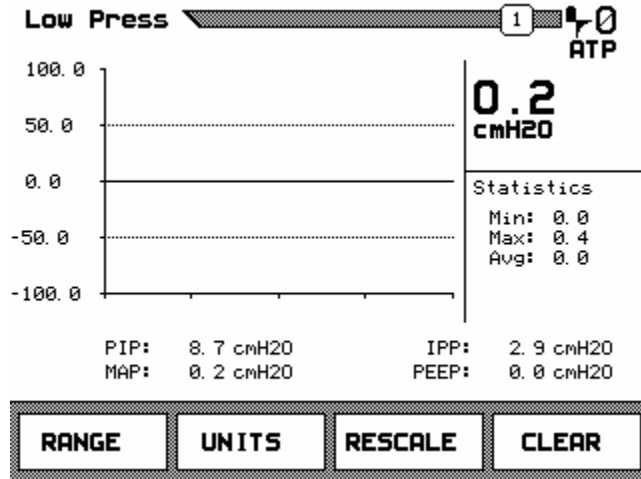 Low Press 1 0
ATP
100.0
50.0
0.0
-50.0
-100.0
0.2
cmH2O
Statistics
Min: 0.0
Max: 0.4
Avg: 0.0
PIP: 8.7 cmH2O IPP: 2.9 cmH2O
MAP: 0.2 cmH2O PEEP: 0.0 cmH2O
RANGE UNITS RESCALE CLEAR